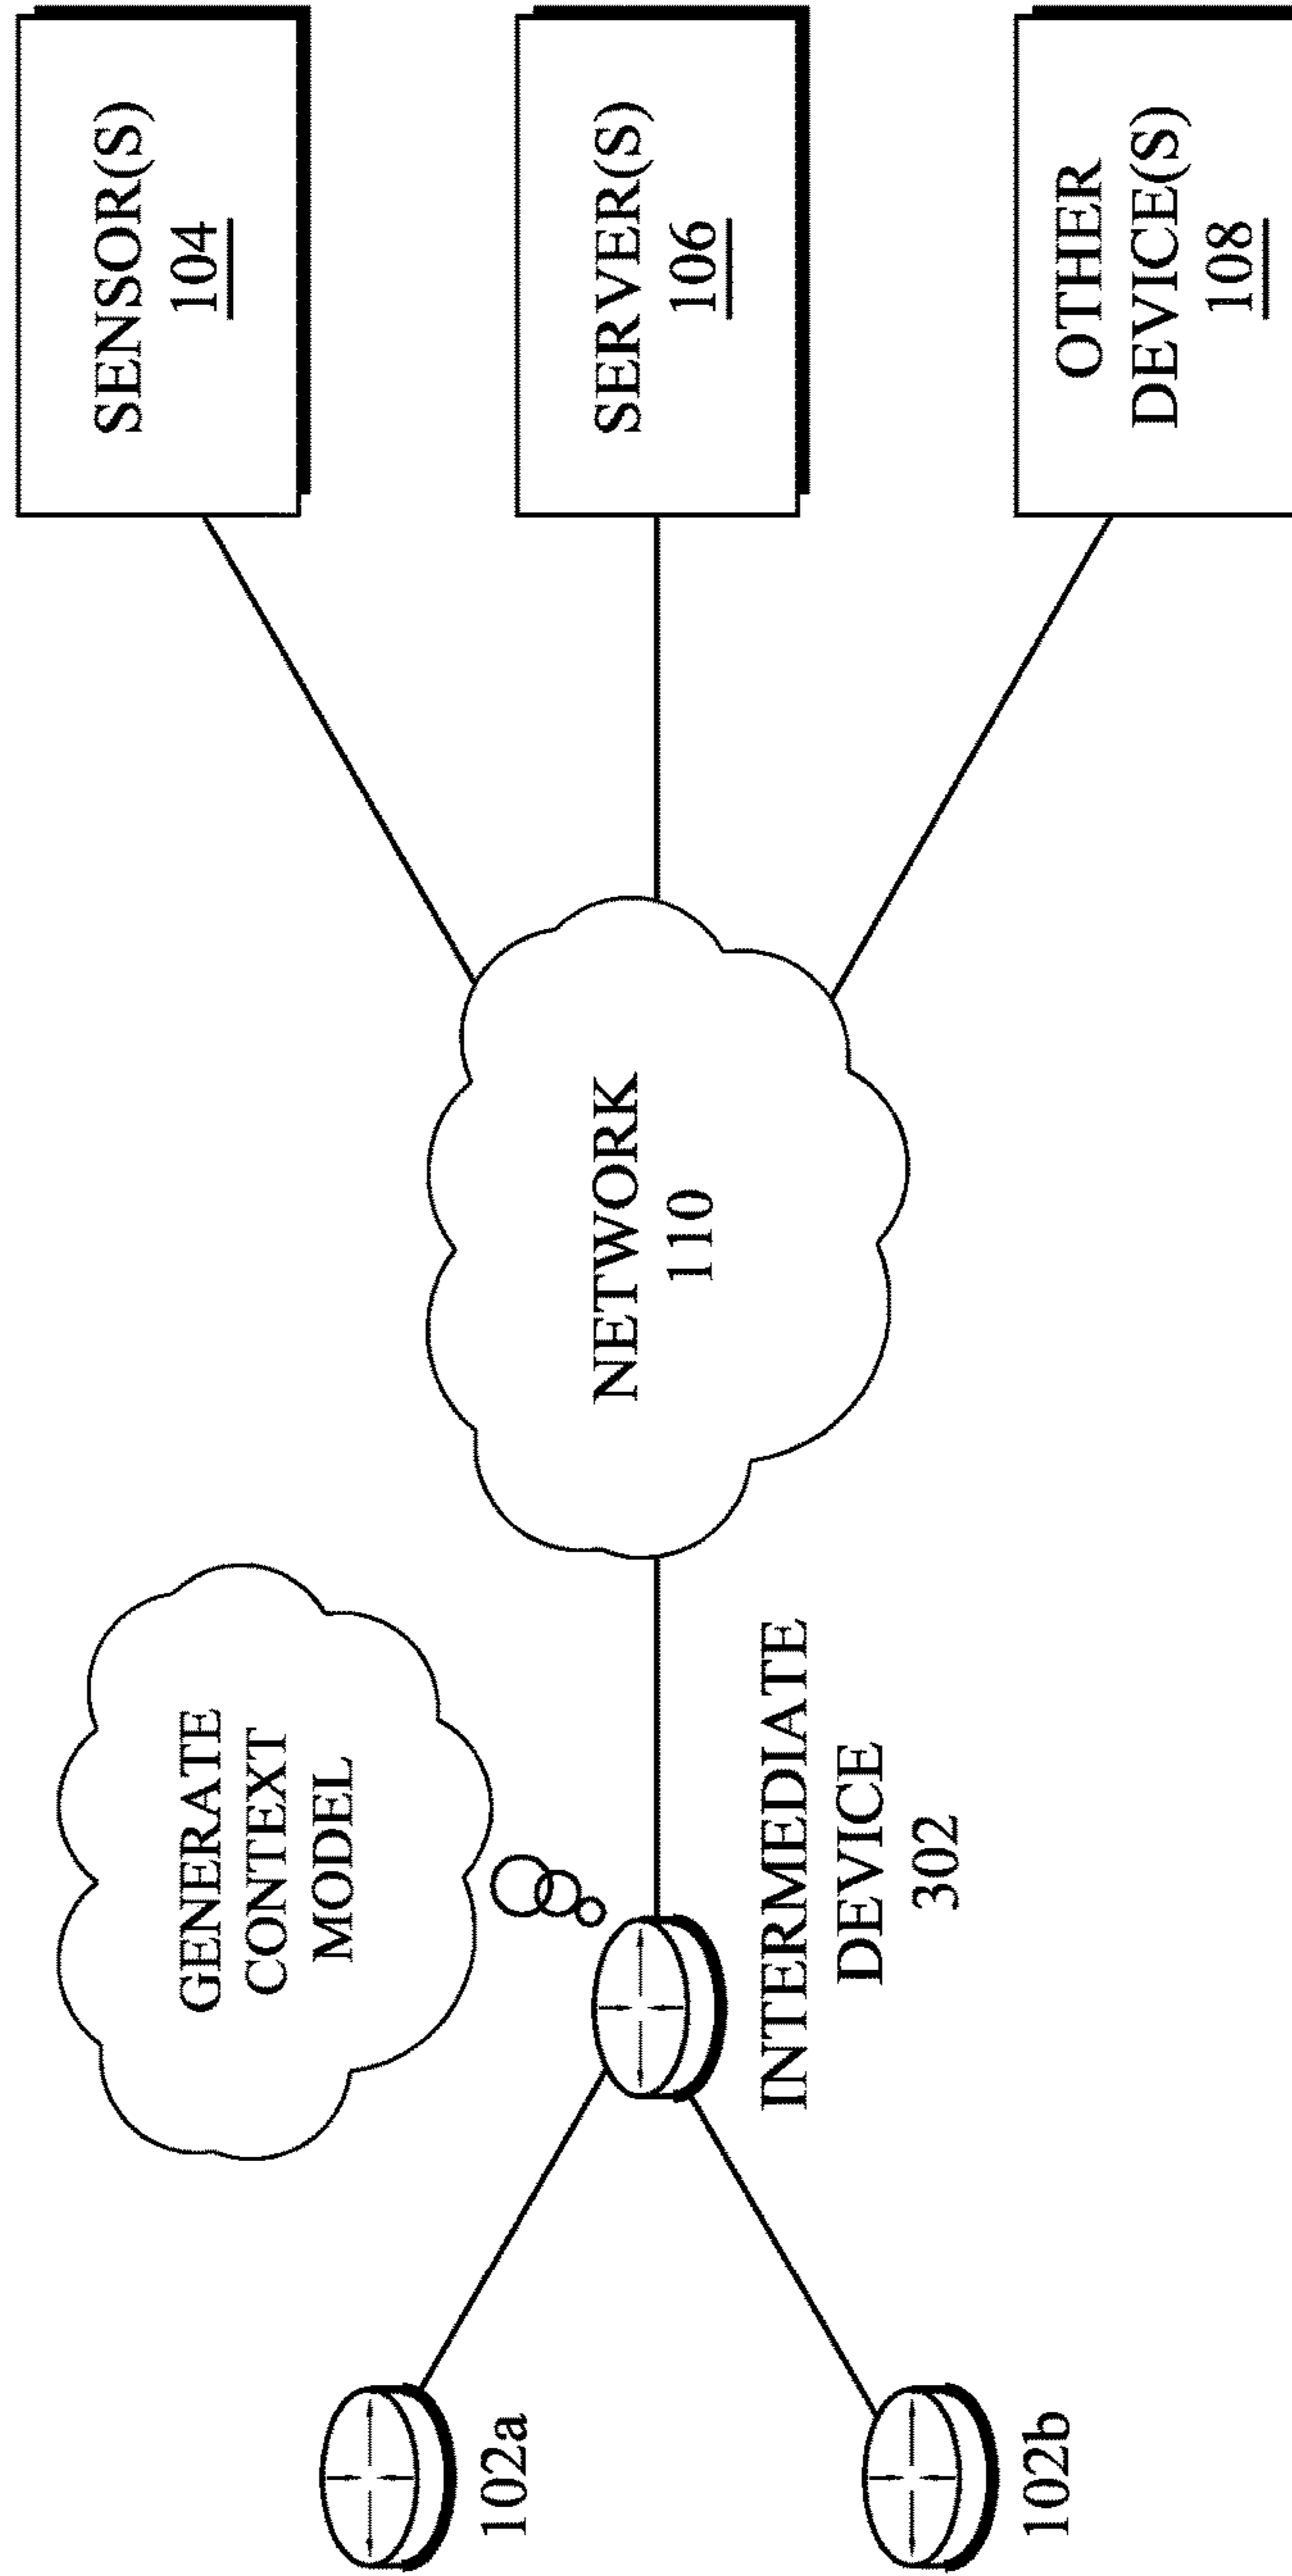 102a
102b
GENERATE
CONTEXT
MODEL
INTERMEDIATE
DEVICE
302
NETWORK
110
SENSOR(S)
104
SERVER(S)
106
OTHER
DEVICE(S)
108